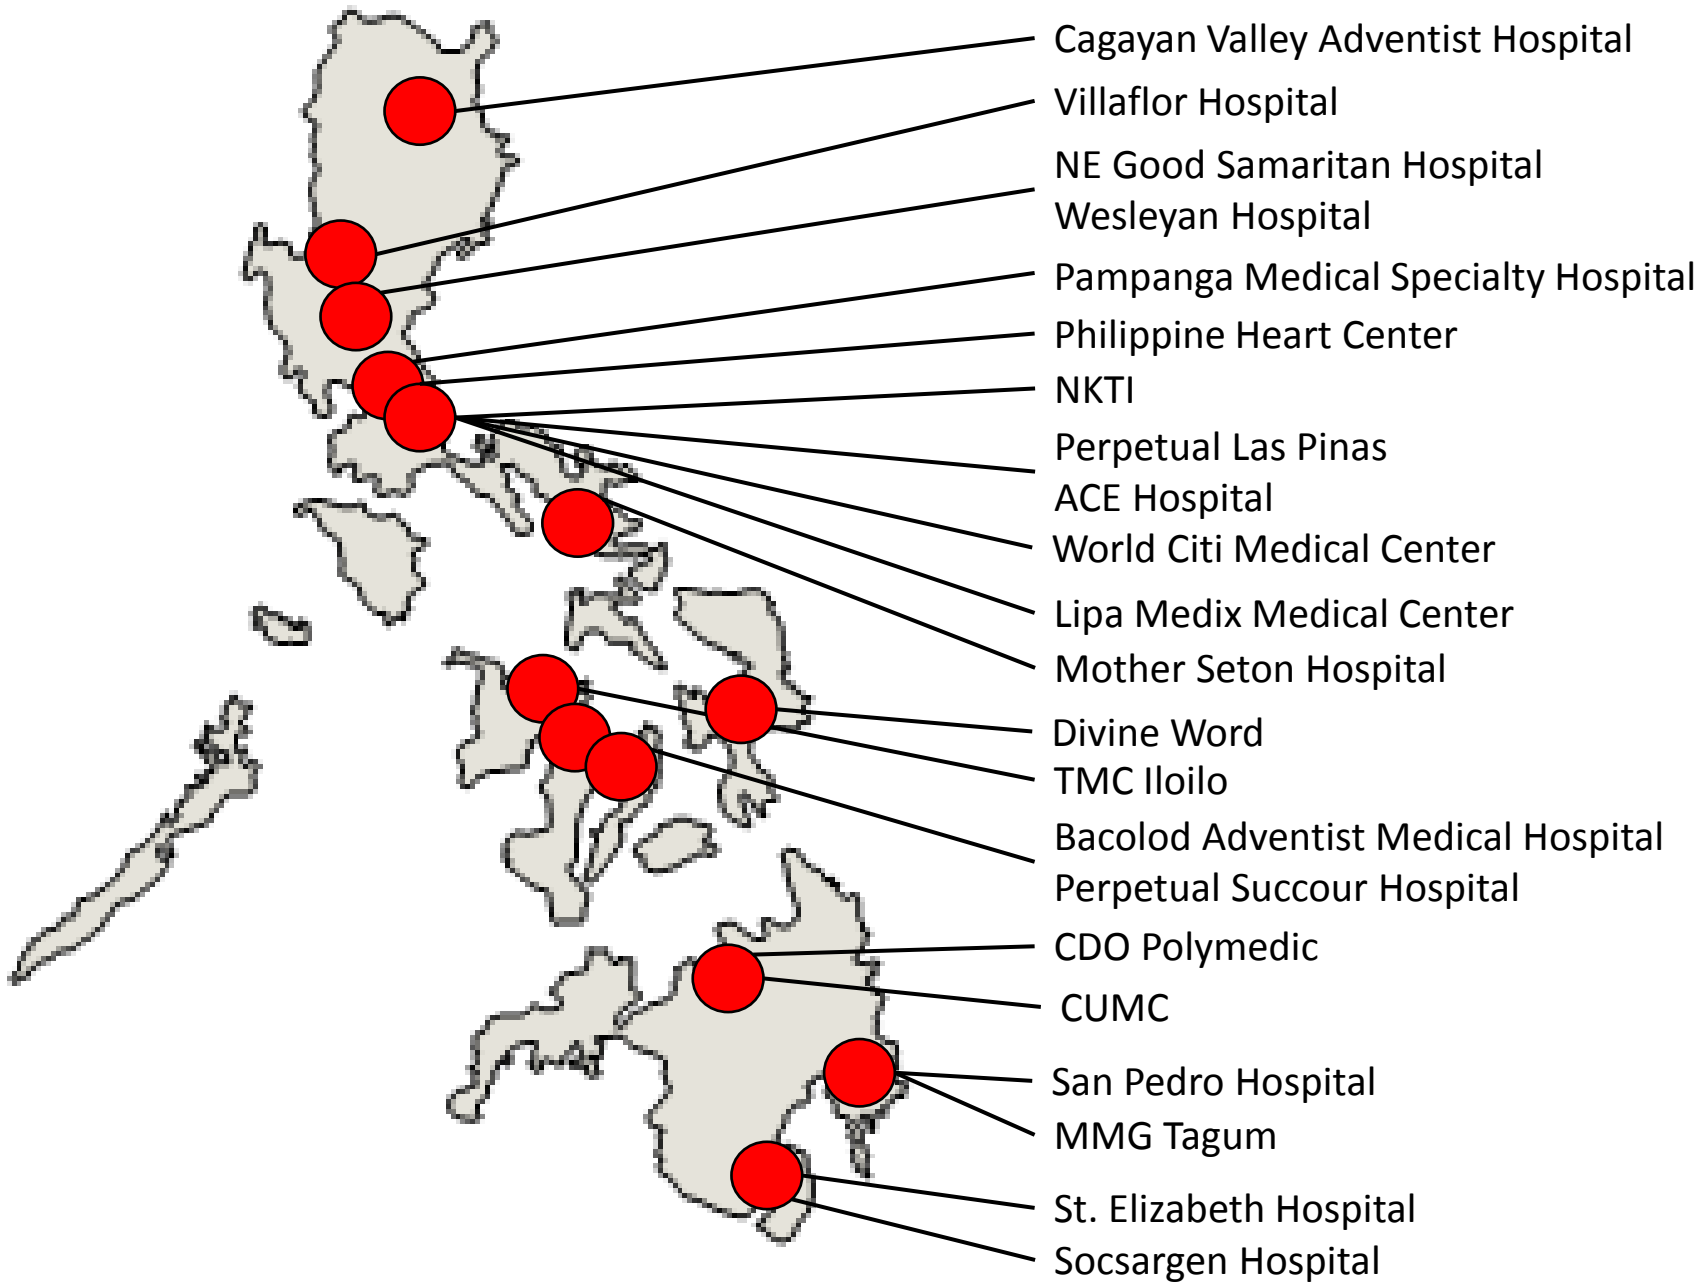 Cagayan Valley Adventist Hospital
Villaflor Hospital
NE Good Samaritan Hospital
Wesleyan Hospital
Pampanga Medical Specialty Hospital
Philippine Heart Center
NKTI
Perpetual Las Pinas
ACE Hospital
World Citi Medical Center
Lipa Medix Medical Center
Mother Seton Hospital
Divine Word
TMC Iloilo
Bacolod Adventist Medical Hospital
Perpetual Succour Hospital
CDO Polymedic
CUMC
San Pedro Hospital
MMG Tagum
St. Elizabeth Hospital
Socsargen Hospital